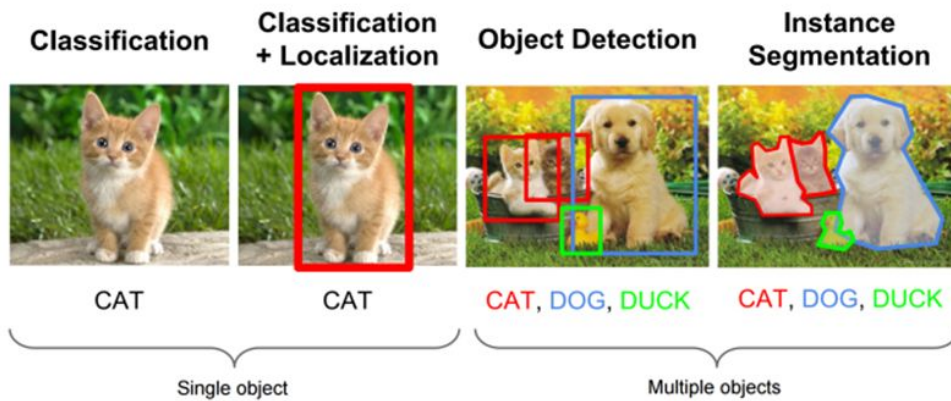 Classification
Classification
+ Localization
Object Detection
Instance
Segmentation
CAT
CAT
CAT, DOG, DUCK
CAT, DOG, DUCK
Single object
Multiple objects